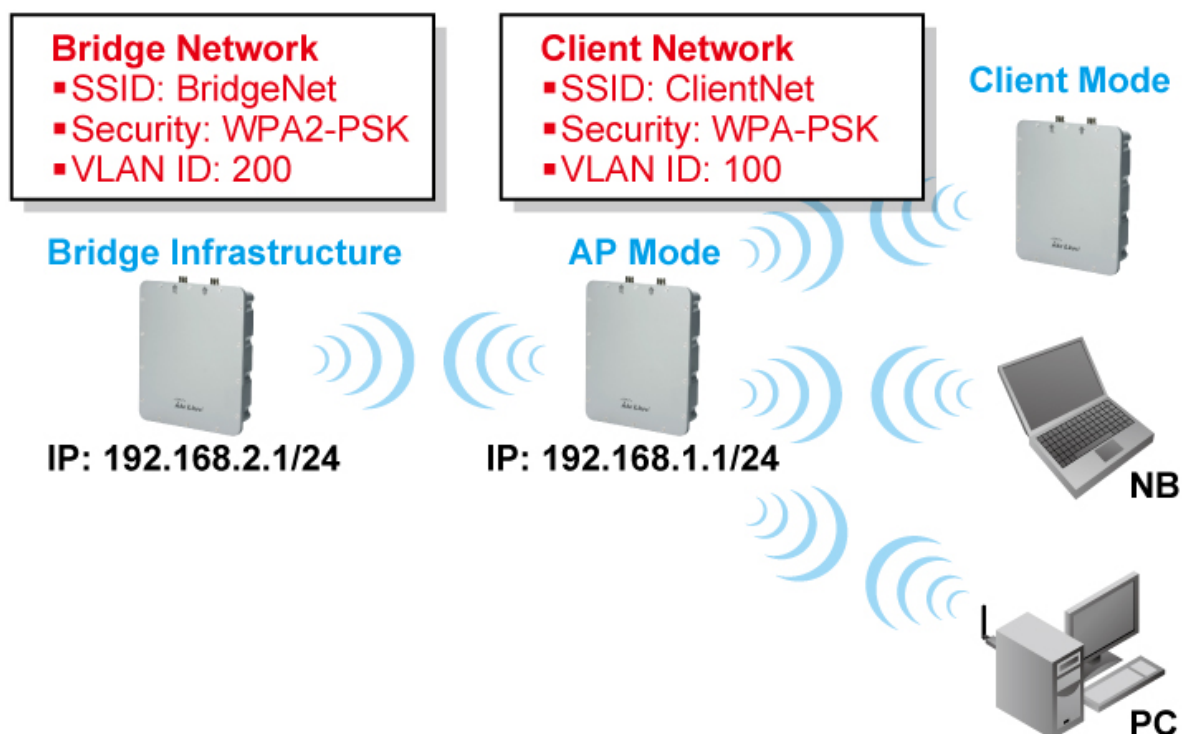 Bridge Network
▪SSID: BridgeNet
▪Security: WPA2-PSK
▪VLAN ID: 200
Client Network
▪SSID: ClientNet
▪Security: WPA-PSK
▪VLAN ID: 100
Client Mode
Bridge Infrastructure
AP Mode
IP: 192.168.2.1/24
IP: 192.168.1.1/24
NB
PC